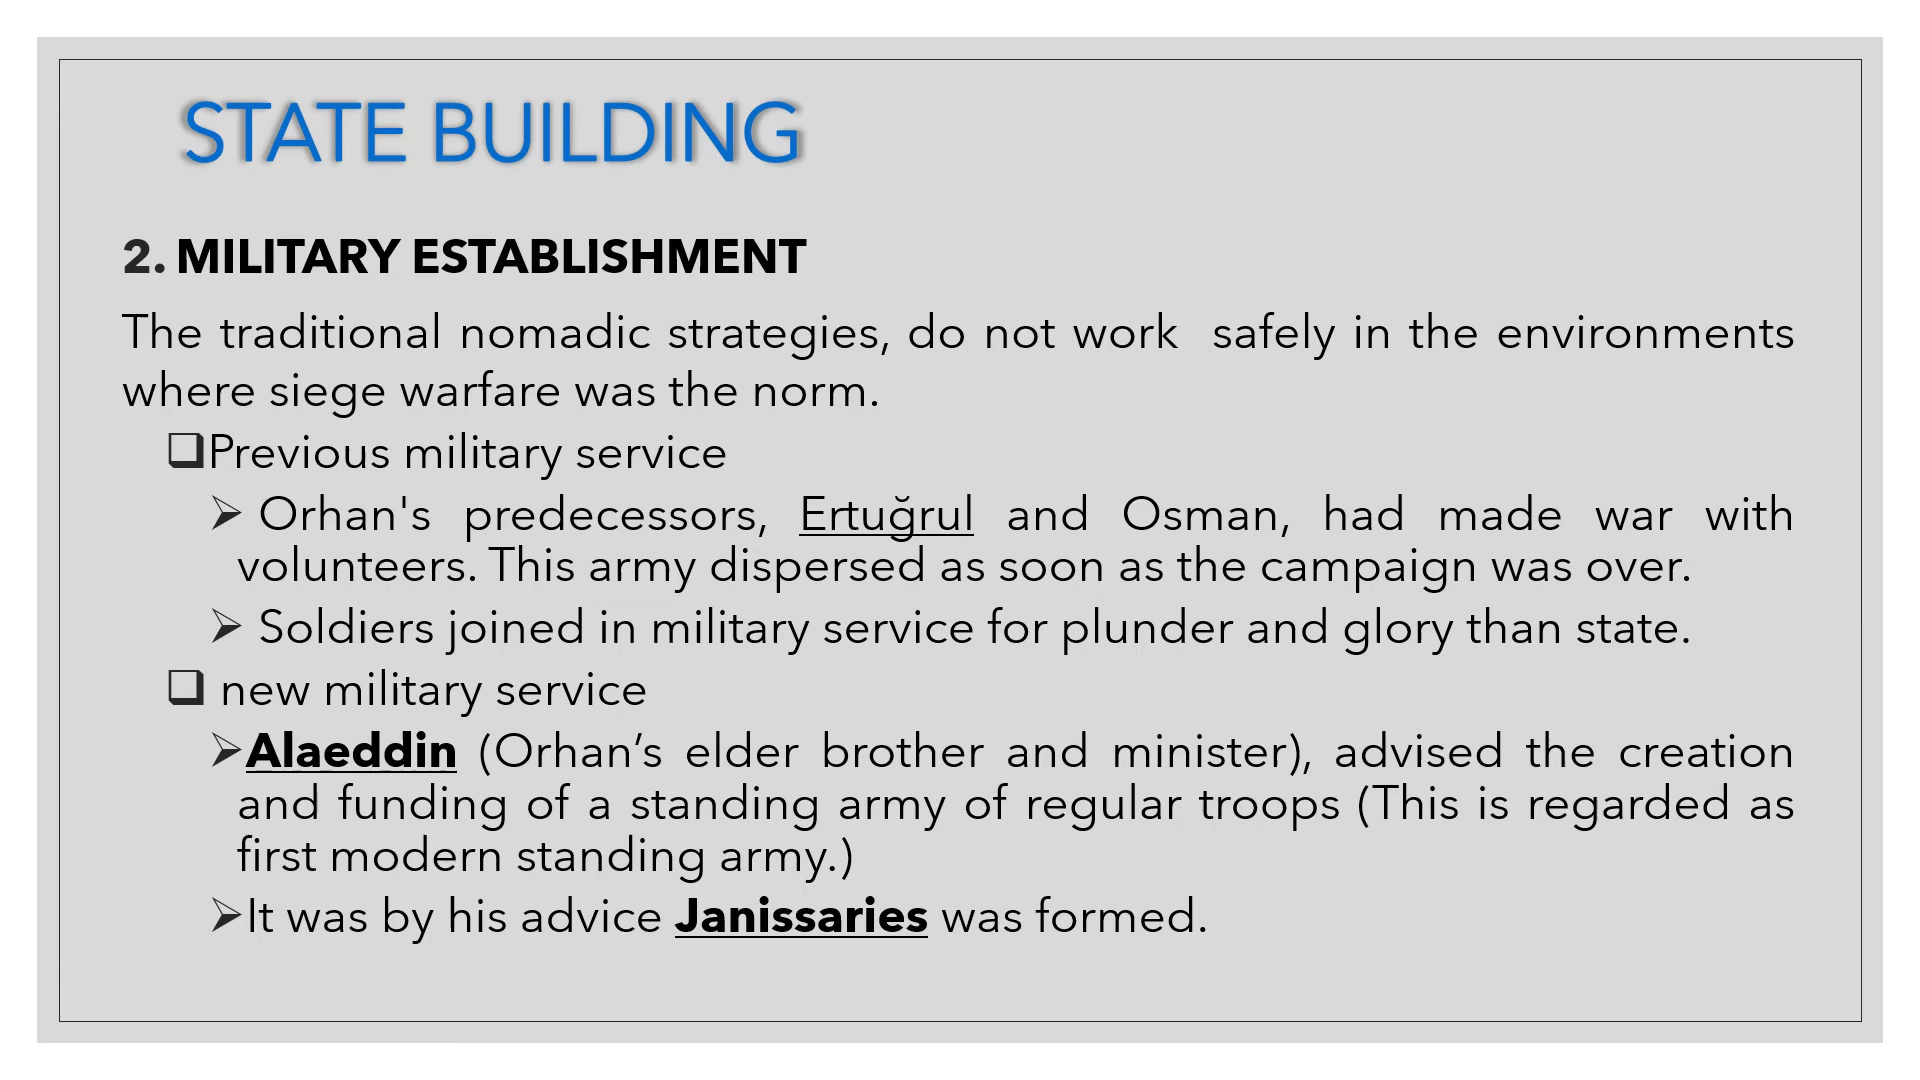 STATE BUILDING
2. MILITARY ESTABLISHMENT
The traditional nomadic strategies, do not work safely in the environments
where siege warfare was the norm.
❑Previous military service
➢ Orhan's predecessors, Ertuğrul and Osman, had made war with
volunteers. This army dispersed as soon as the campaign was over.
➢ Soldiers joined in military service for plunder and glory than state.
❑ new military service
➢Alaeddin (Orhan’s elder brother and minister), advised the creation
and funding of a standing army of regular troops (This is regarded as
first modern standing army.)
➢It was by his advice Janissaries was formed.